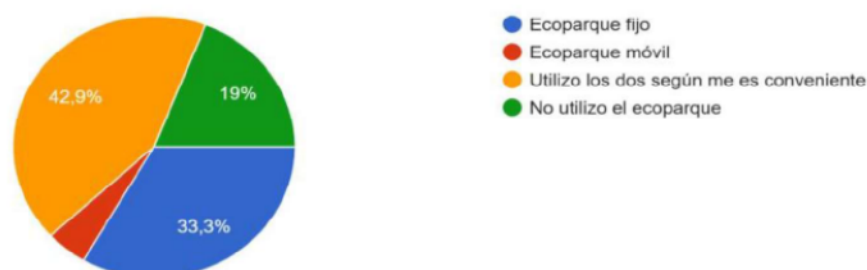 Ecoparque fijo
Ecoparque móvil
Utilizo los dos según me es conveniente
No utilizo el ecoparque
42,9%
19%
33,3%